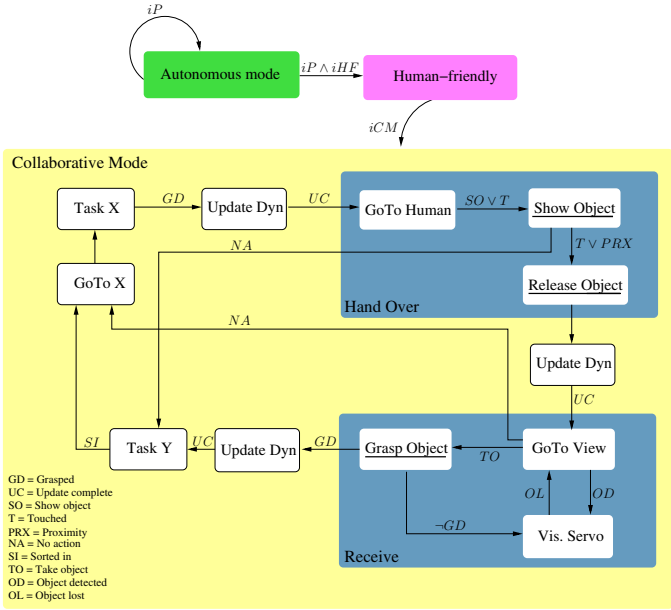 iP
Autonomous mode
iP ∧ iHF
Human−friendly
iCM
Collaborative Mode
Task X
GD
Update Dyn
UC
GoTo Human
SO ∨ T
Show Object
NA
T ∨ PRX
GoTo X
Release Object
Hand Over
NA
Update Dyn
UC
SI
Task Y
UC
Update Dyn
GD
Grasp Object
TO
GoTo View
OL
OD
¬GD
Vis. Servo
Receive
GD = Grasped
UC = Update complete
SO = Show object
T = Touched
PRX = Proximity
NA = No action
SI = Sorted in
TO = Take object
OD = Object detected
OL = Object lost